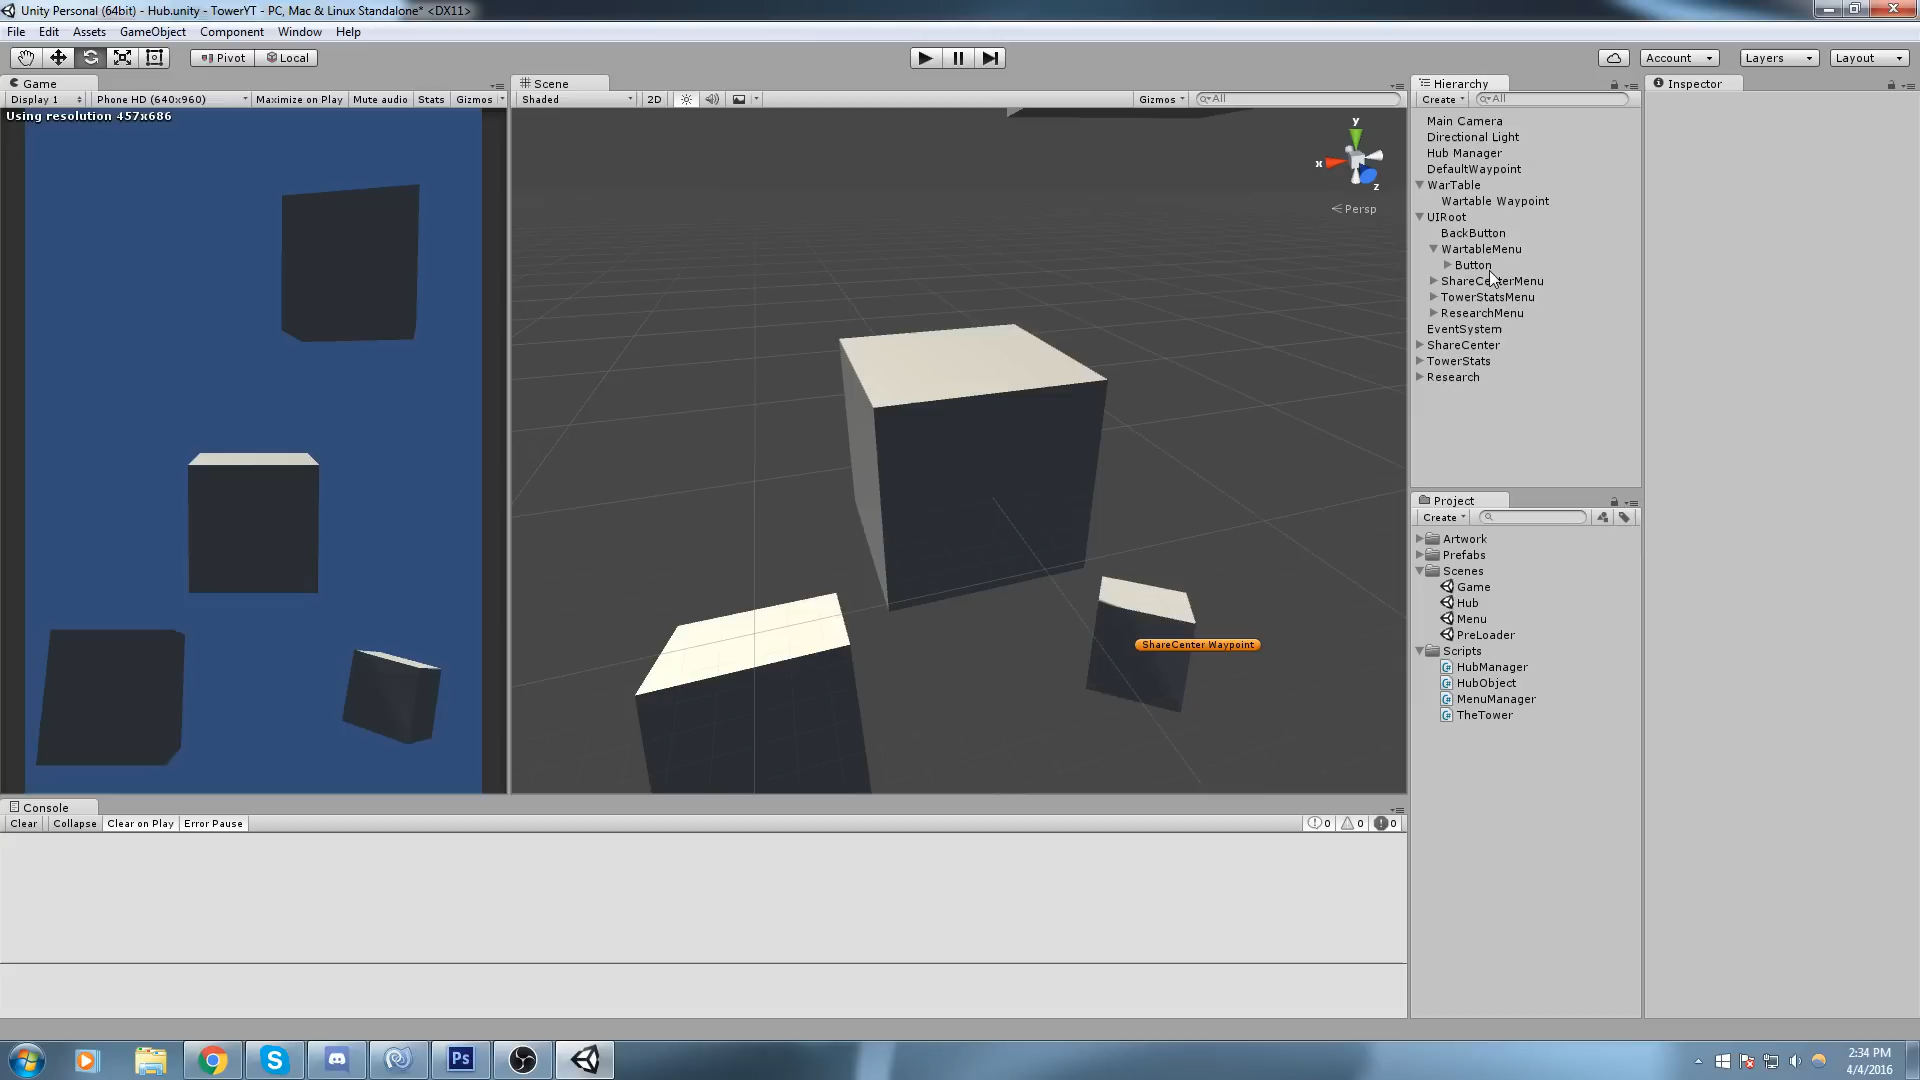 Unity Personal (64bit) - Hub.unity - TowerYT - PC, Mac & Linux Standalone* <DX11>
File Edit Assets GameObject Component Window Help
Pivot Local Account Layers Layout
Game
Display 1 Phone HD (640x960) Maximize on Play Mute audio Stats Gizmos
Using resolution 457x686
Scene
Shaded 2D Gizmos All
y
x
z
Persp
ShareCenter Waypoint
Hierarchy
Create All
Main Camera
Directional Light
Hub Manager
DefaultWaypoint
WarTable
Wartable Waypoint
UIRoot
BackButton
WartableMenu
Button
ShareCenterMenu
TowerStatsMenu
ResearchMenu
EventSystem
ShareCenter
TowerStats
Research
Project
Create
Artwork
Prefabs
Scenes
Game
Hub
Menu
PreLoader
Scripts
HubManager
HubObject
MenuManager
TheTower
Inspector
Console
Clear Collapse Clear on Play Error Pause 0 0 0
Ps
2:34 PM
4/4/2016